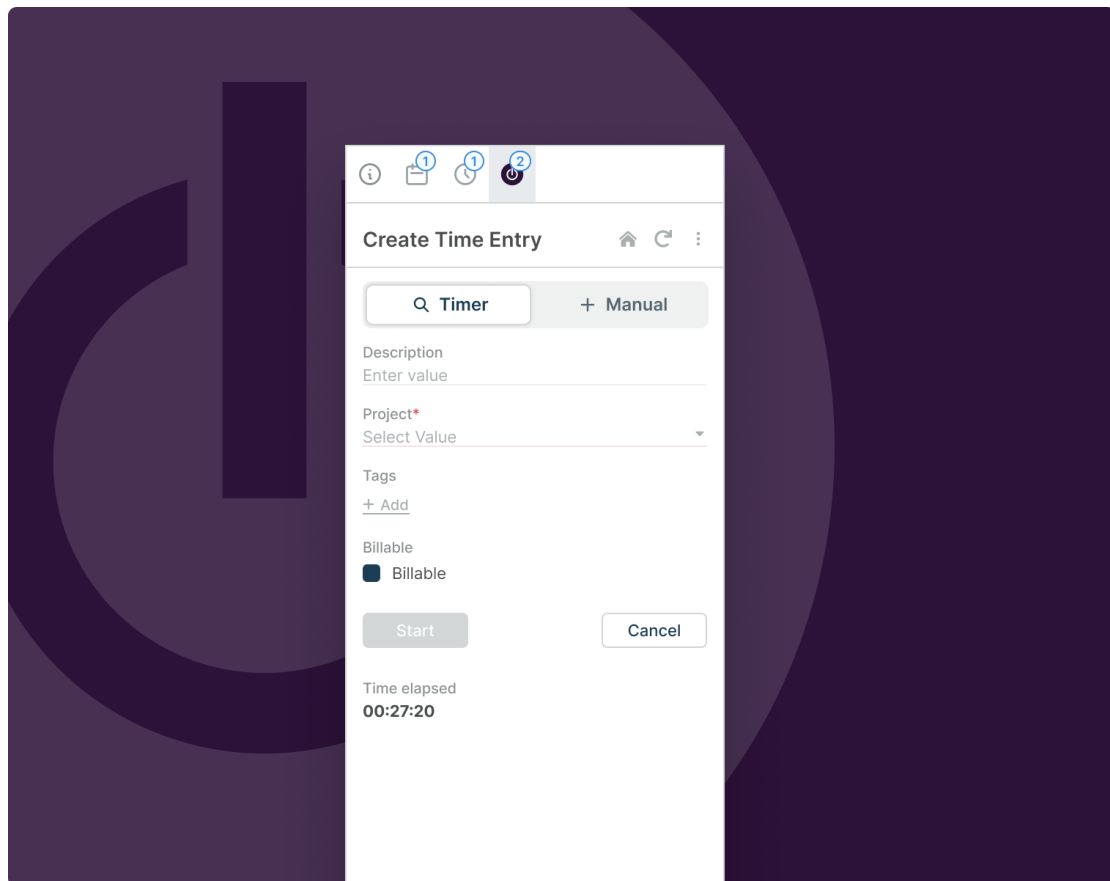 1
1
2
Create Time Entry
Timer
+ Manual
Description
Enter value
Project*
Select Value
Tags
+ Add
Billable
Billable
Start
Cancel
Time elapsed
00:27:20